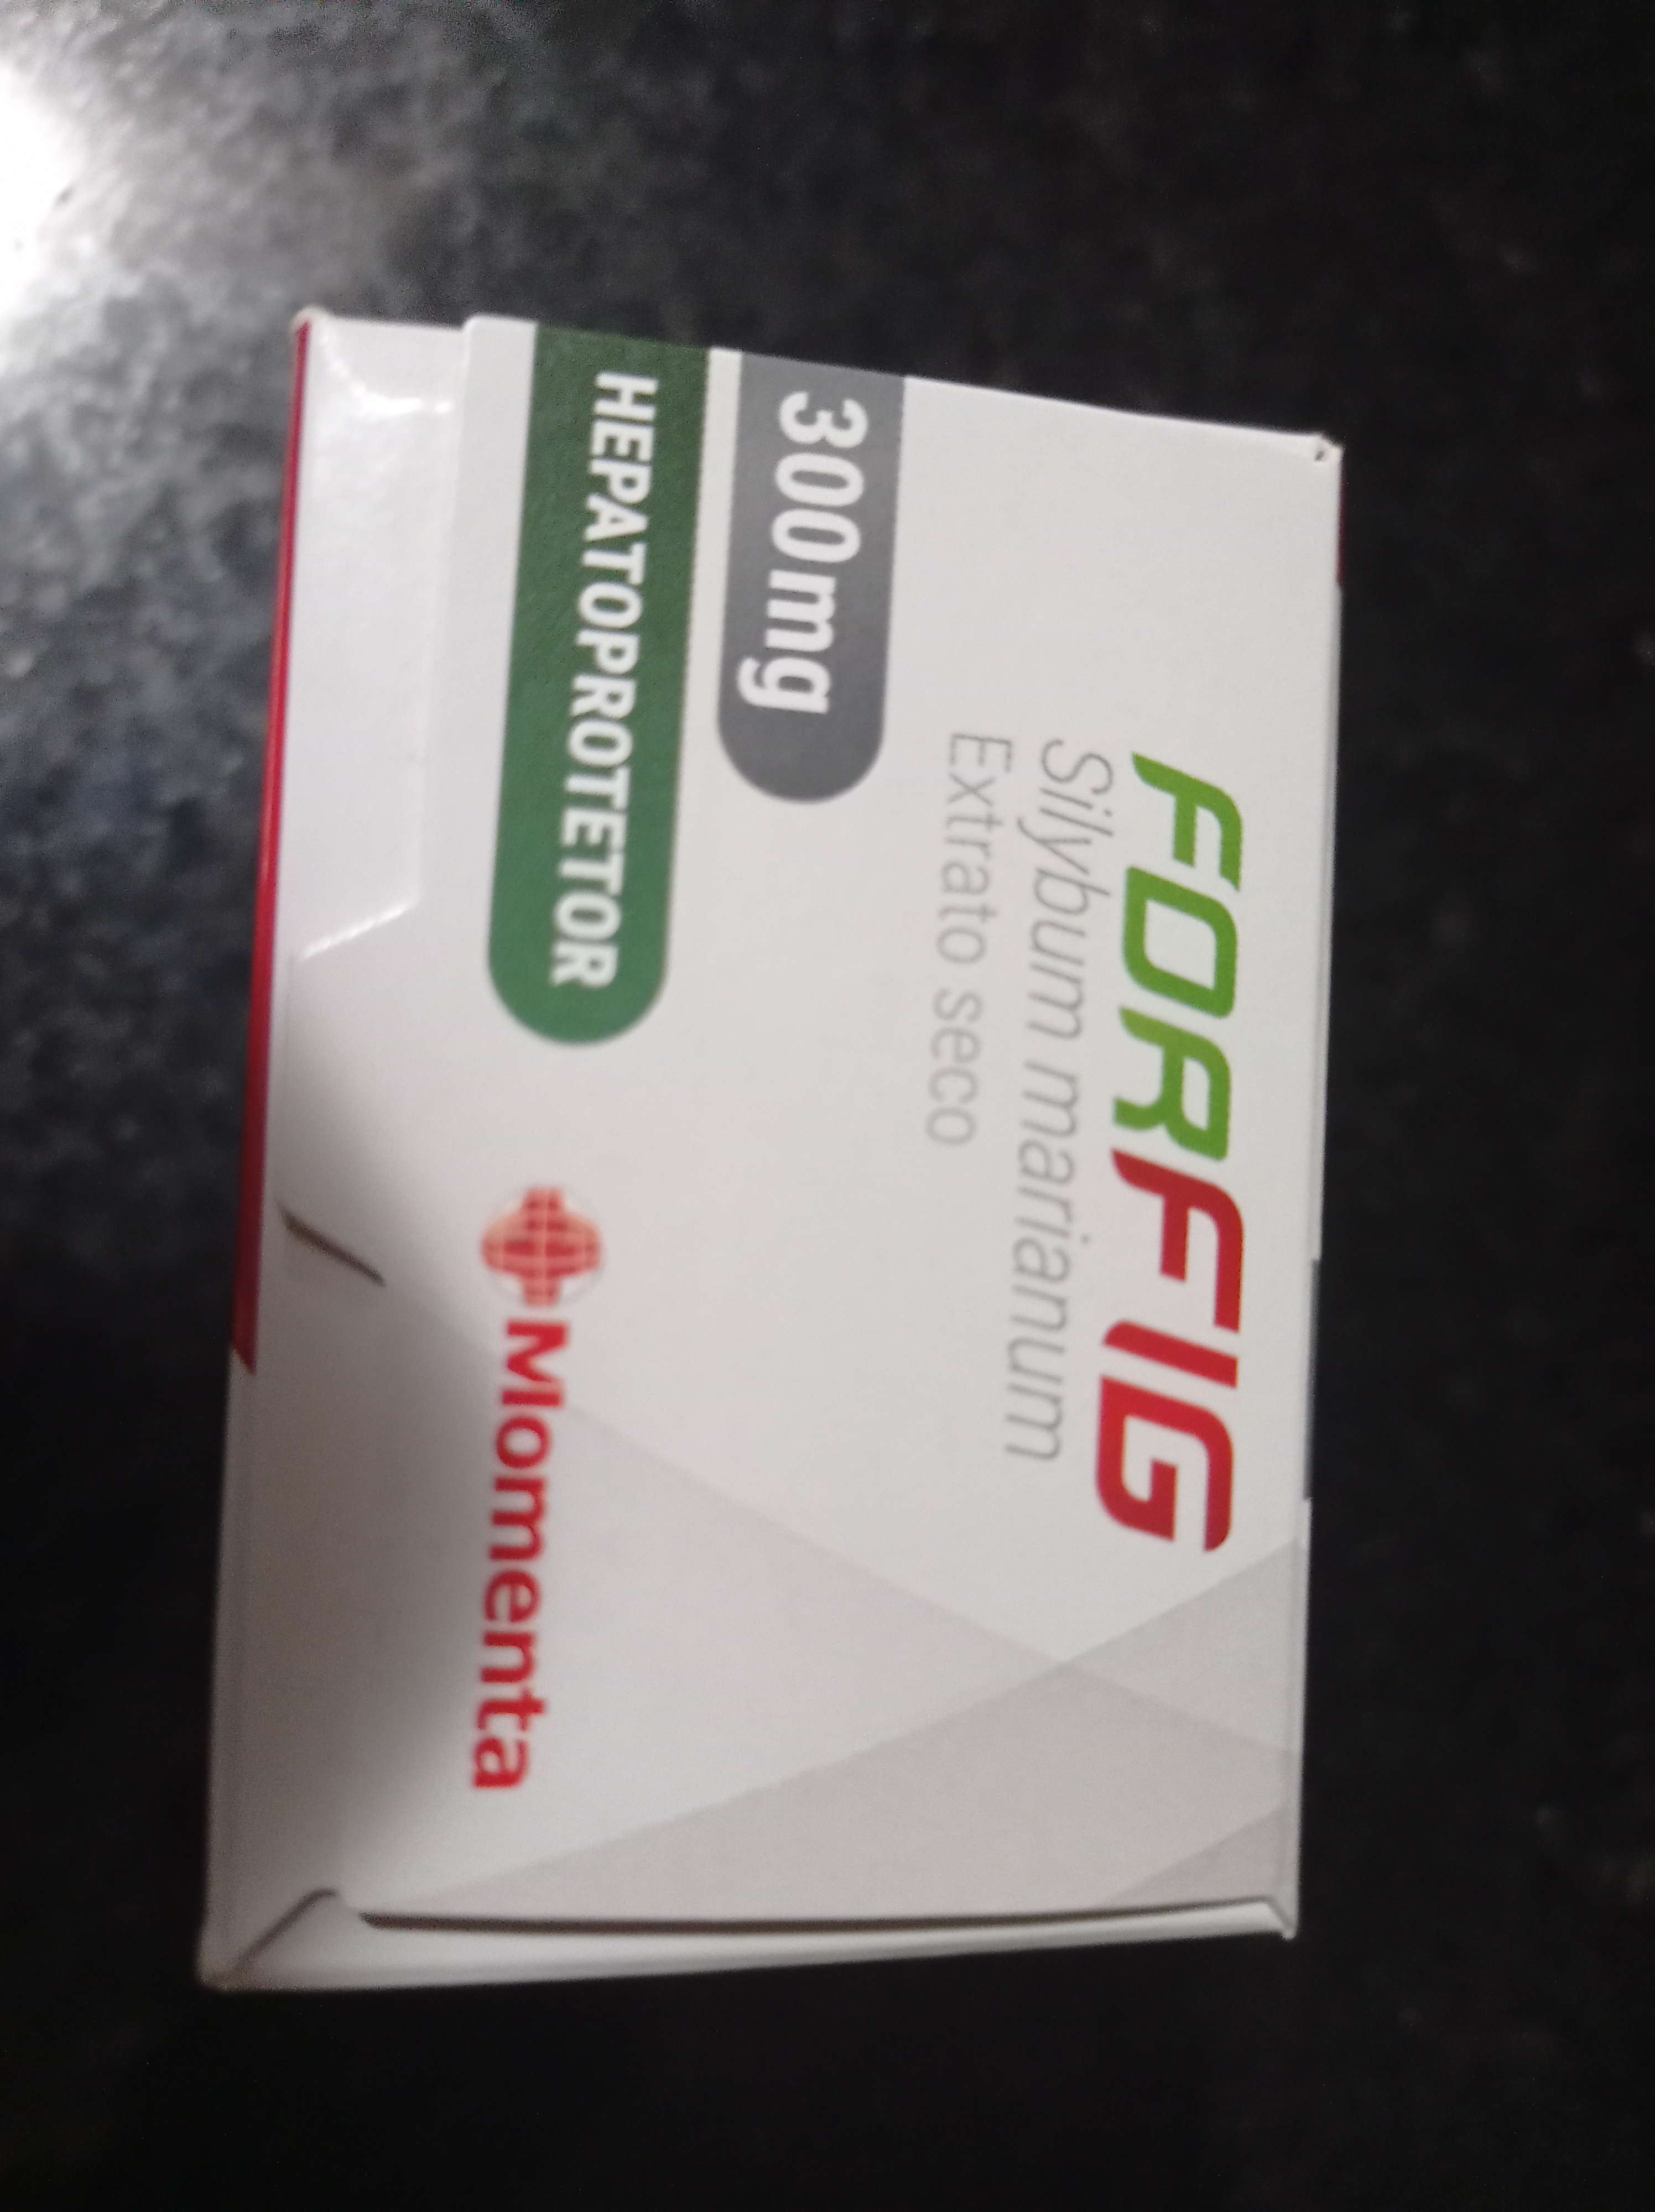 FORFIG
Silybum marianum
Extrato seco
300mg
HEPATOPROTETOR
Momenta